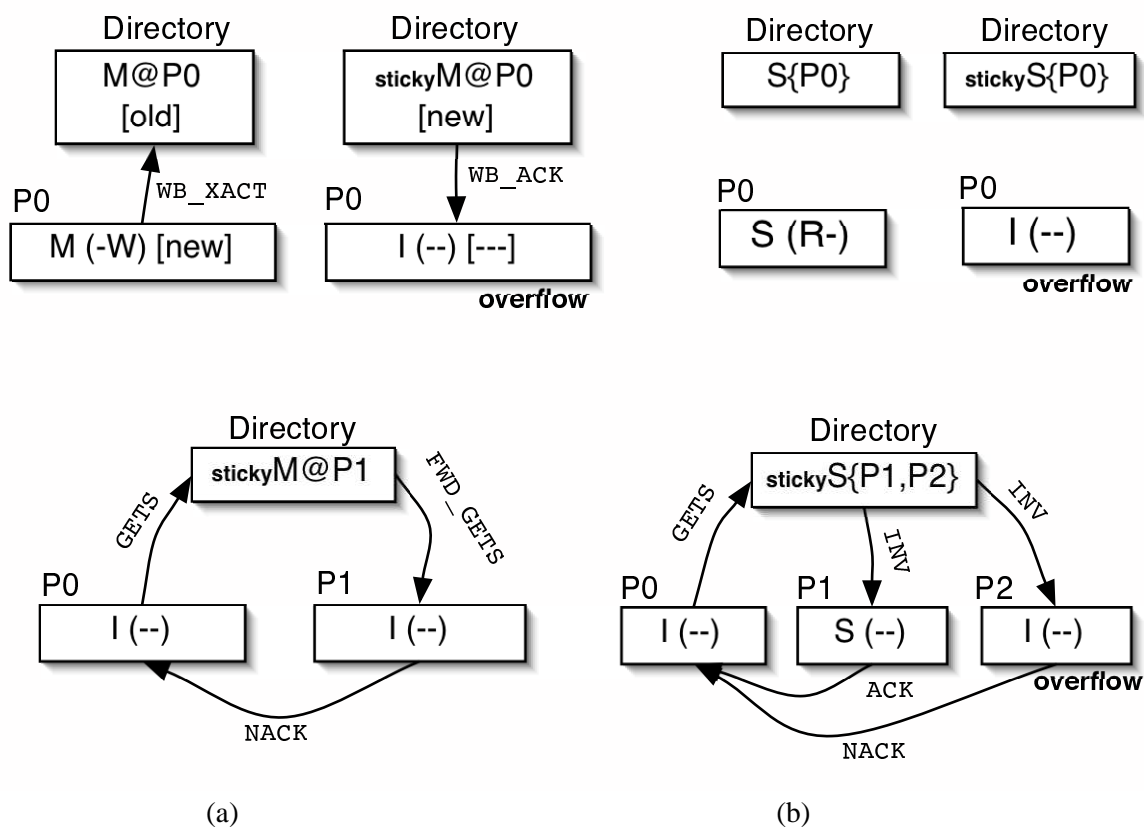 Directory
M@P0
[old]
WB_XACT
P0
M (-W) [new]
Directory
stickyM@P0
[new]
WB_ACK
P0
I (--) [---]
overflow
Directory
S{P0}
P0
S (R-)
Directory
stickyS{P0}
P0
I (--)
overflow
Directory
stickyM@P1
GETS
FWD_GETS
P0
I (--)
P1
I (--)
NACK
Directory
stickyS{P1,P2}
GETS
INV
INV
P0
I (--)
P1
S (--)
P2
I (--)
overflow
ACK
NACK
(a)
(b)